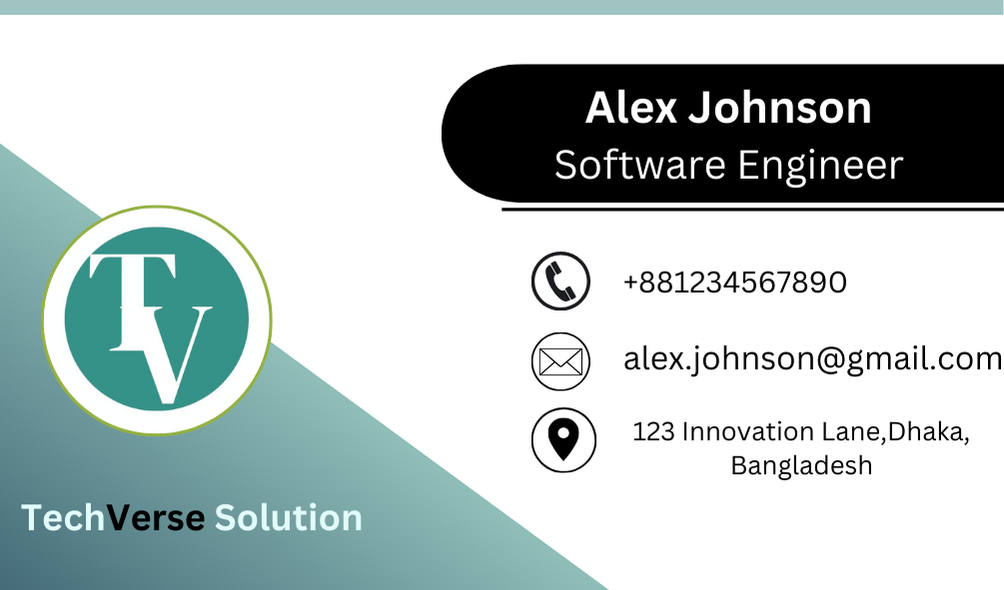 Alex Johnson
Software Engineer
+881234567890
alex.johnson@gmail.com
123 Innovation Lane,Dhaka,
Bangladesh
TV
TechVerse Solution